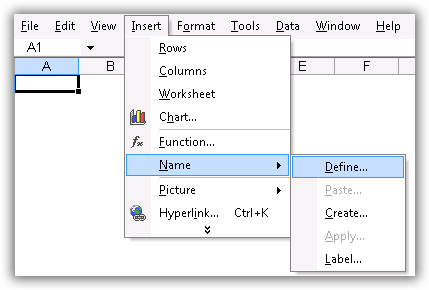 File Edit View Insert Format Tools Data Window Help
A1
A B E F
Rows
Columns
Worksheet
Chart...
Function...
Name
Define...
Picture
Paste...
Hyperlink... Ctrl+K
Create...
Apply...
Label...